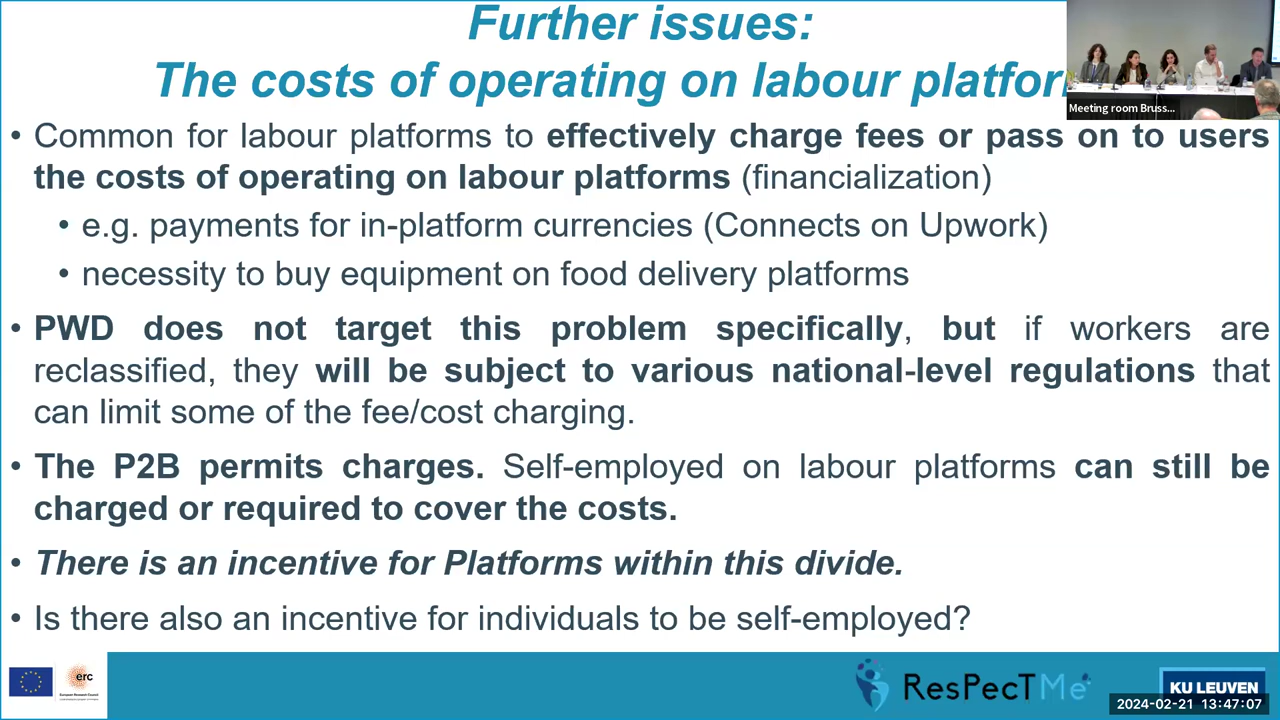 Further issues:
The costs of operating on labour platfor
Meeting room Bruss...
• Common for labour platforms to effectively charge fees or pass on to users
the costs of operating on labour platforms (financialization)
• e.g. payments for in-platform currencies (Connects on Upwork)
• necessity to buy equipment on food delivery platforms
• PWD does not target this problem specifically, but if workers are
reclassified, they will be subject to various national-level regulations that
can limit some of the fee/cost charging.
• The P2B permits charges. Self-employed on labour platforms can still be
charged or required to cover the costs.
• There is an incentive for Platforms within this divide.
• Is there also an incentive for individuals to be self-employed?
erc
European Research Council
ResPecTMe
KU LEUVEN
2024-02-21 13:47:07